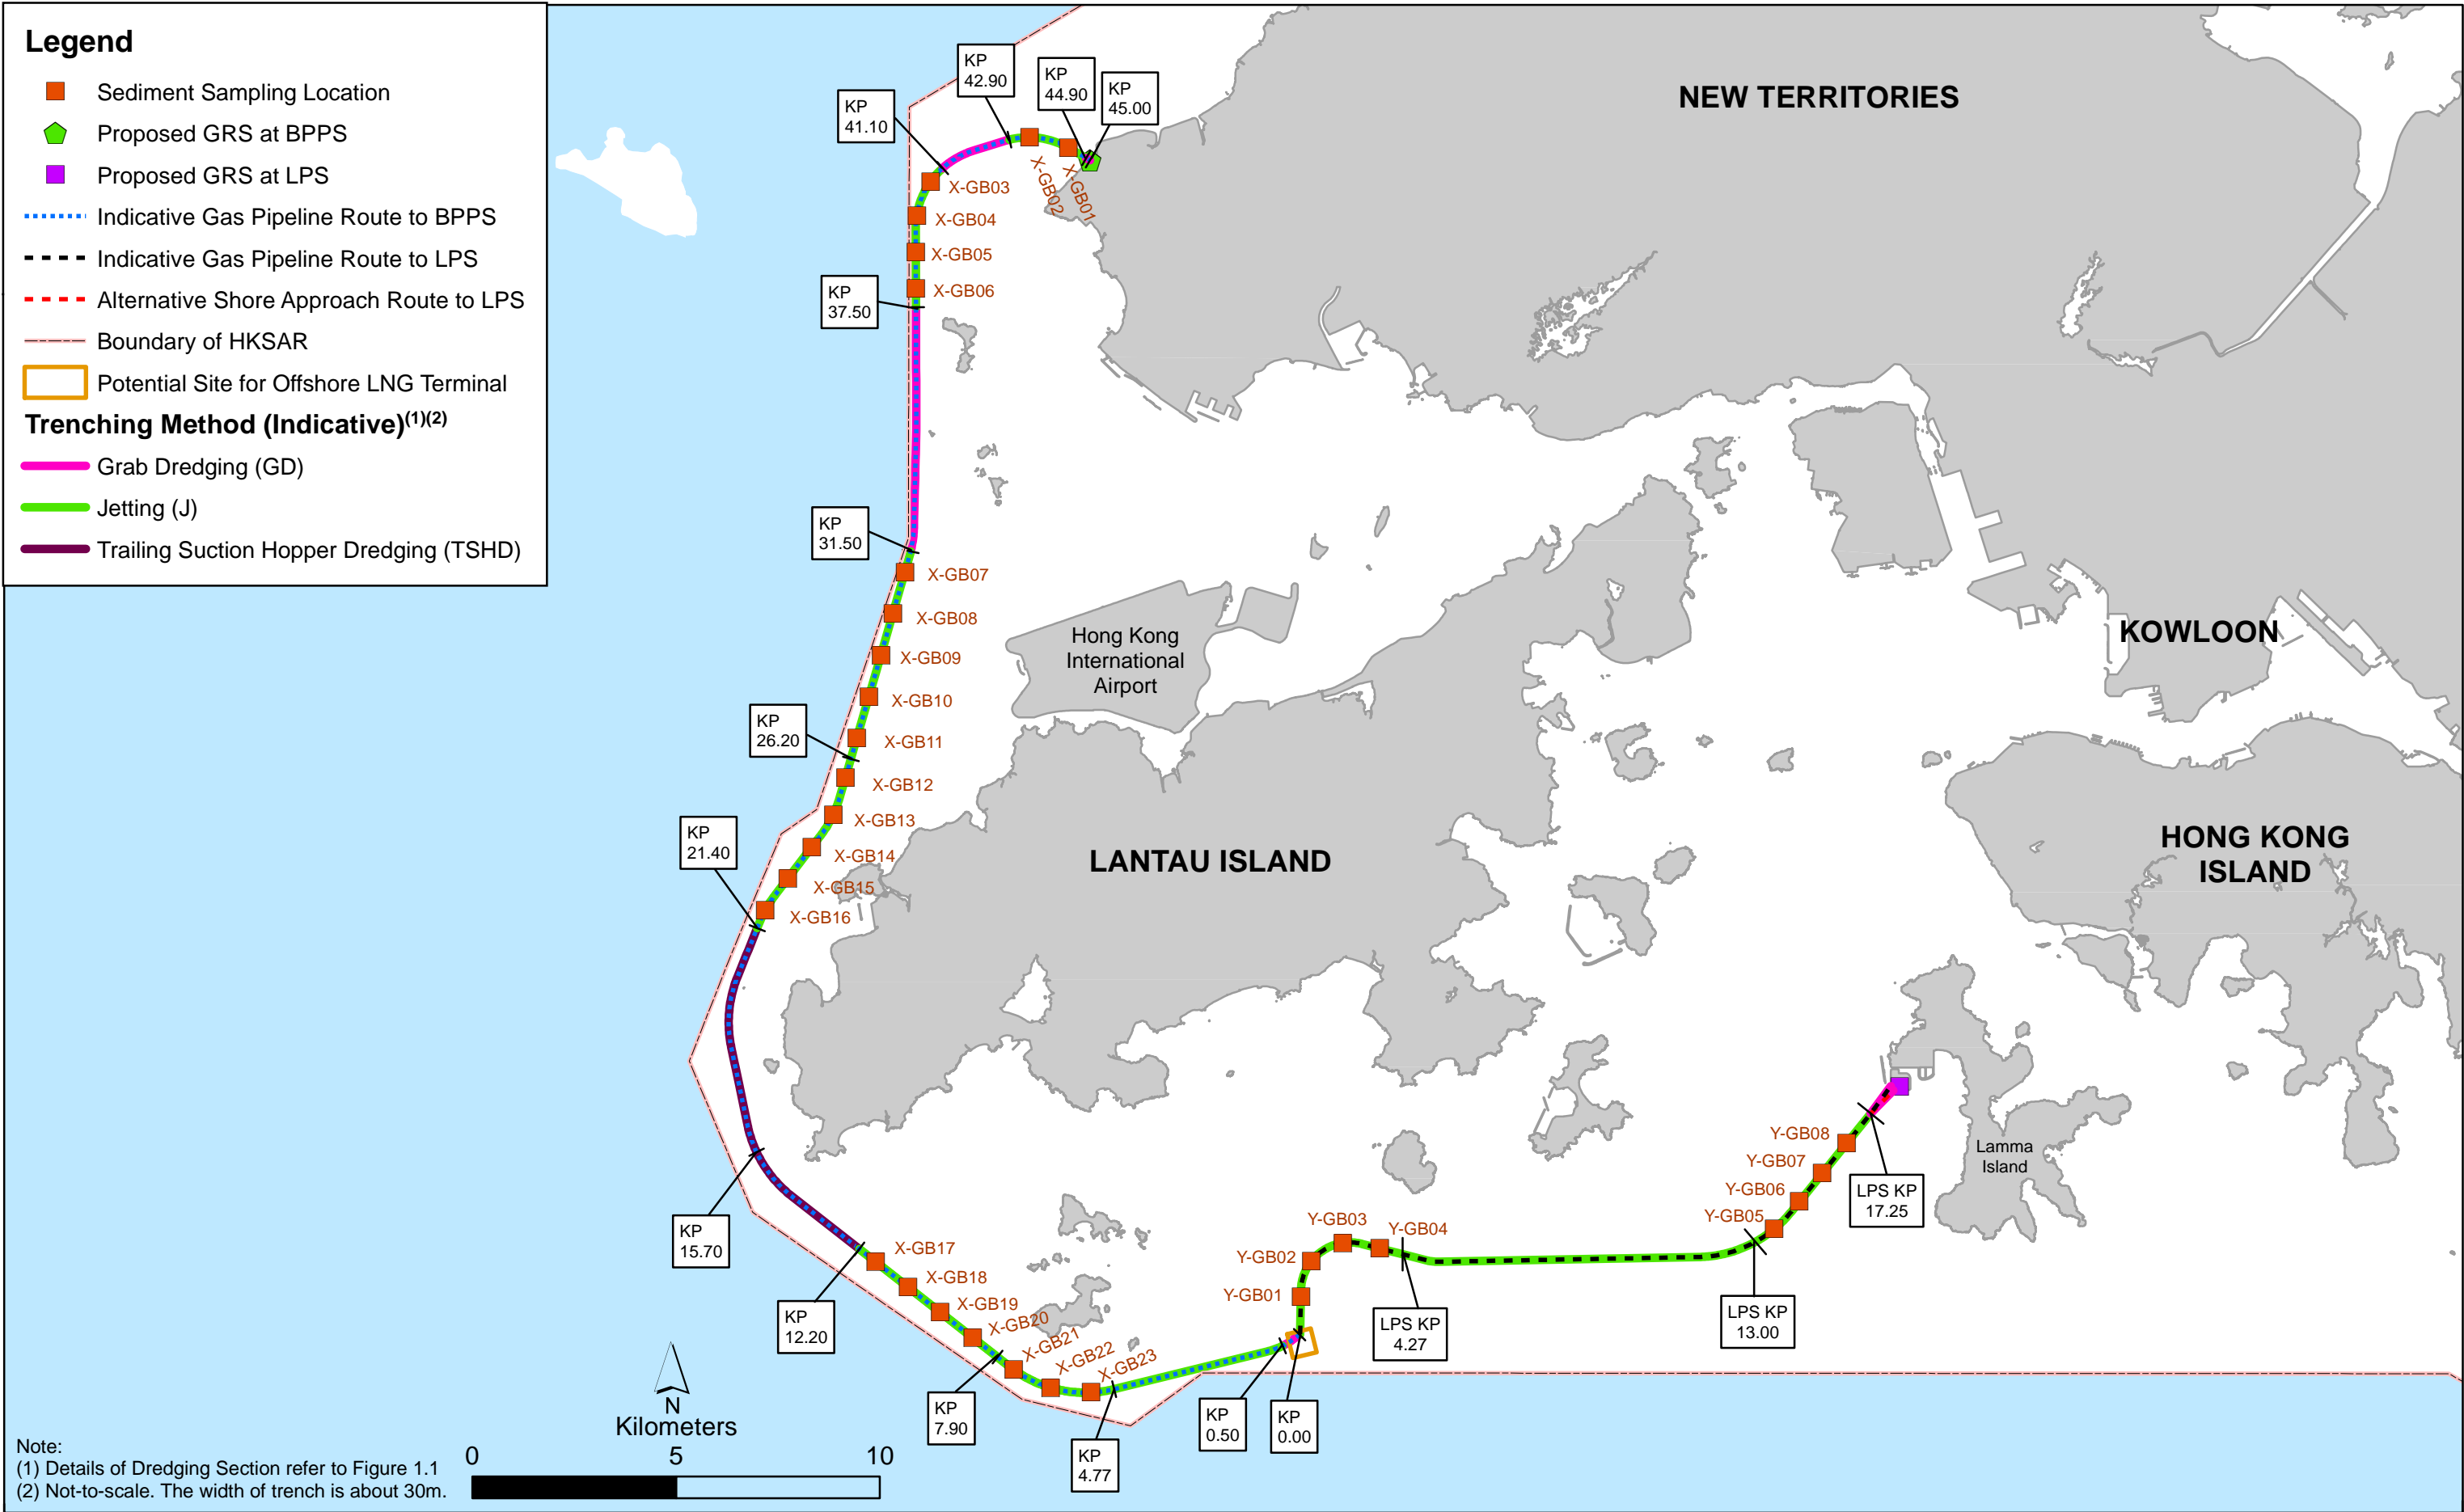 Legend
Sediment Sampling Location
Proposed GRS at BPPS
Proposed GRS at LPS
Indicative Gas Pipeline Route to BPPS
Indicative Gas Pipeline Route to LPS
Alternative Shore Approach Route to LPS
Boundary of HKSAR
Potential Site for Offshore LNG Terminal
Trenching Method (Indicative)(1)(2)
Grab Dredging (GD)
Jetting (J)
Trailing Suction Hopper Dredging (TSHD)
KP
42.90
KP
44.90
KP
45.00
KP
41.10
NEW TERRITORIES
X-GB01
X-GB02
X-GB03
X-GB04
X-GB05
X-GB06
KP
37.50
KP
31.50
X-GB07
X-GB08
X-GB09
X-GB10
X-GB11
KP
26.20
X-GB12
X-GB13
X-GB14
X-GB15
X-GB16
KP
21.40
Hong Kong
International
Airport
KOWLOON
LANTAU ISLAND
HONG KONG
ISLAND
Lamma
Island
KP
15.70
KP
12.20
X-GB17
X-GB18
X-GB19
X-GB20
X-GB21
X-GB22
X-GB23
KP
7.90
KP
4.77
KP
0.50
KP
0.00
Y-GB01
Y-GB02
Y-GB03
Y-GB04
LPS KP
4.27
LPS KP
13.00
Y-GB05
Y-GB06
Y-GB07
Y-GB08
LPS KP
17.25
N
Kilometers
0
5
10
Note:
(1) Details of Dredging Section refer to Figure 1.1
(2) Not-to-scale. The width of trench is about 30m.